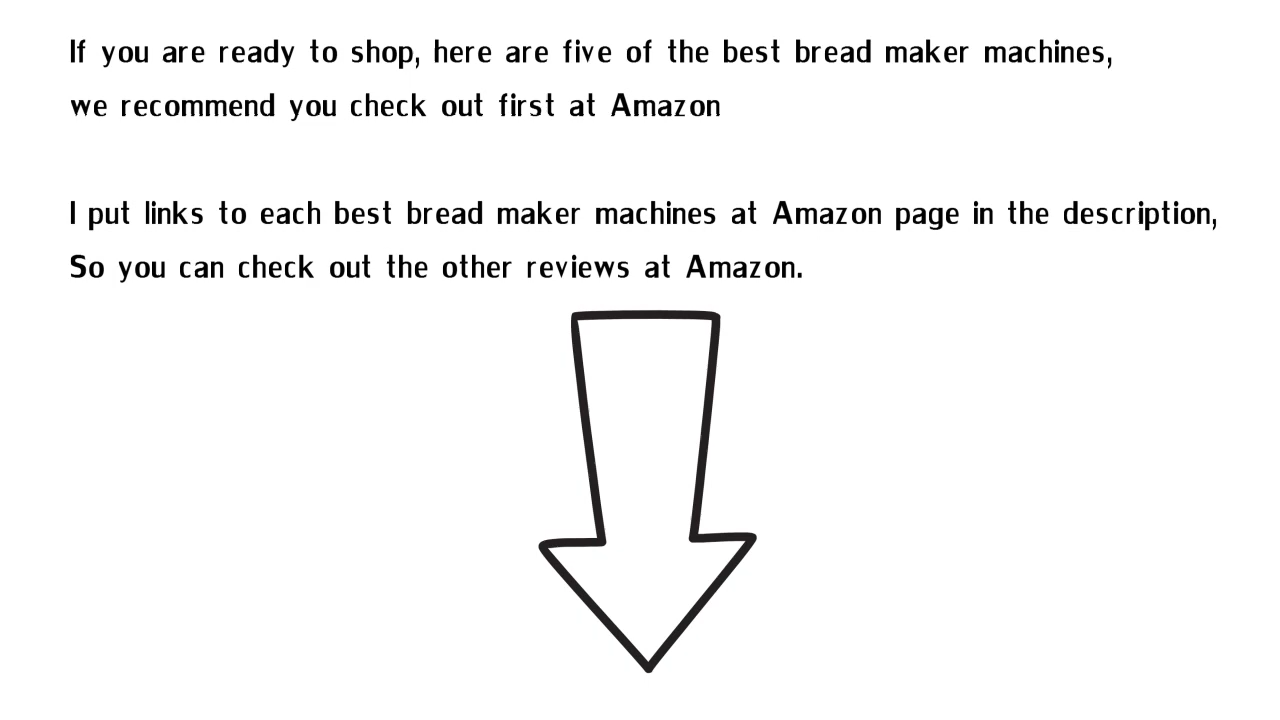 If you are ready to shop, here are five of the best bread maker machines,
we recommend you check out first at Amazon
I put links to each best bread maker machines at Amazon page in the description,
So you can check out the other reviews at Amazon.